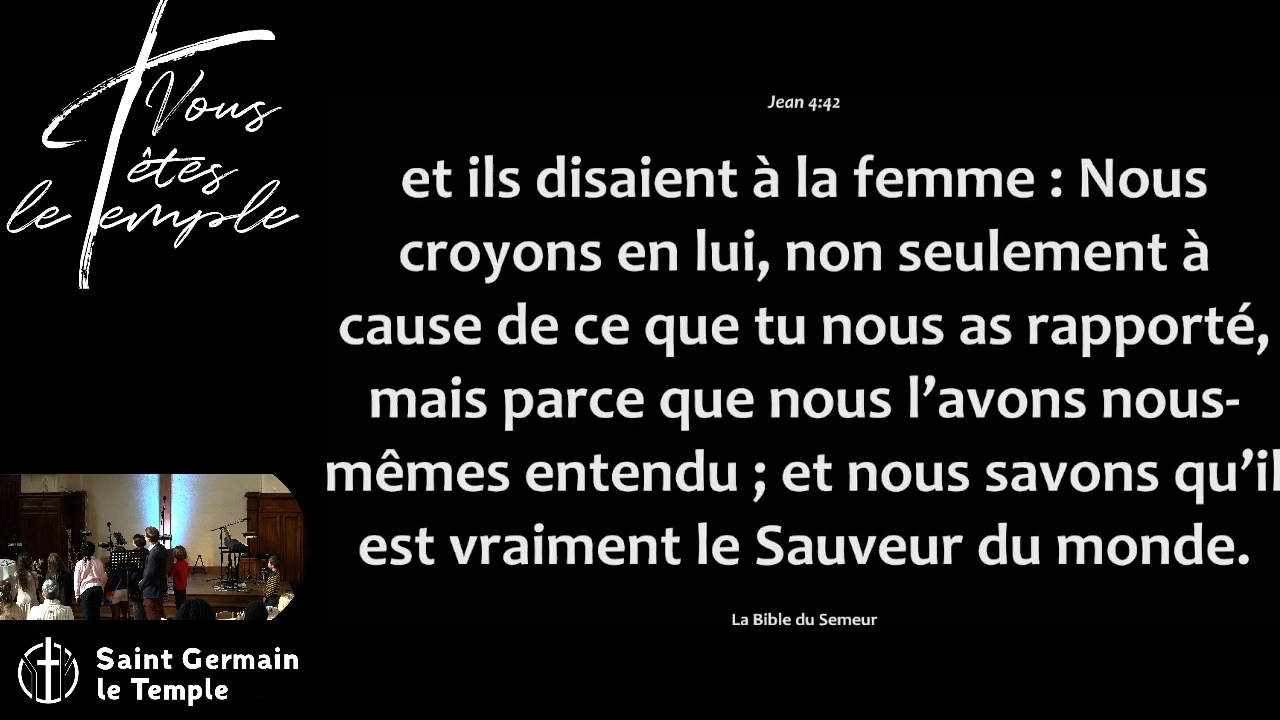 Vous
êtes
le Temple
Jean 4:42
et ils disaient à la femme : Nous
croyons en lui, non seulement à
cause de ce que tu nous as rapporté,
mais parce que nous l’avons nous-
mêmes entendu ; et nous savons qu’il
est vraiment le Sauveur du monde.
La Bible du Semeur
Saint Germain
le Temple